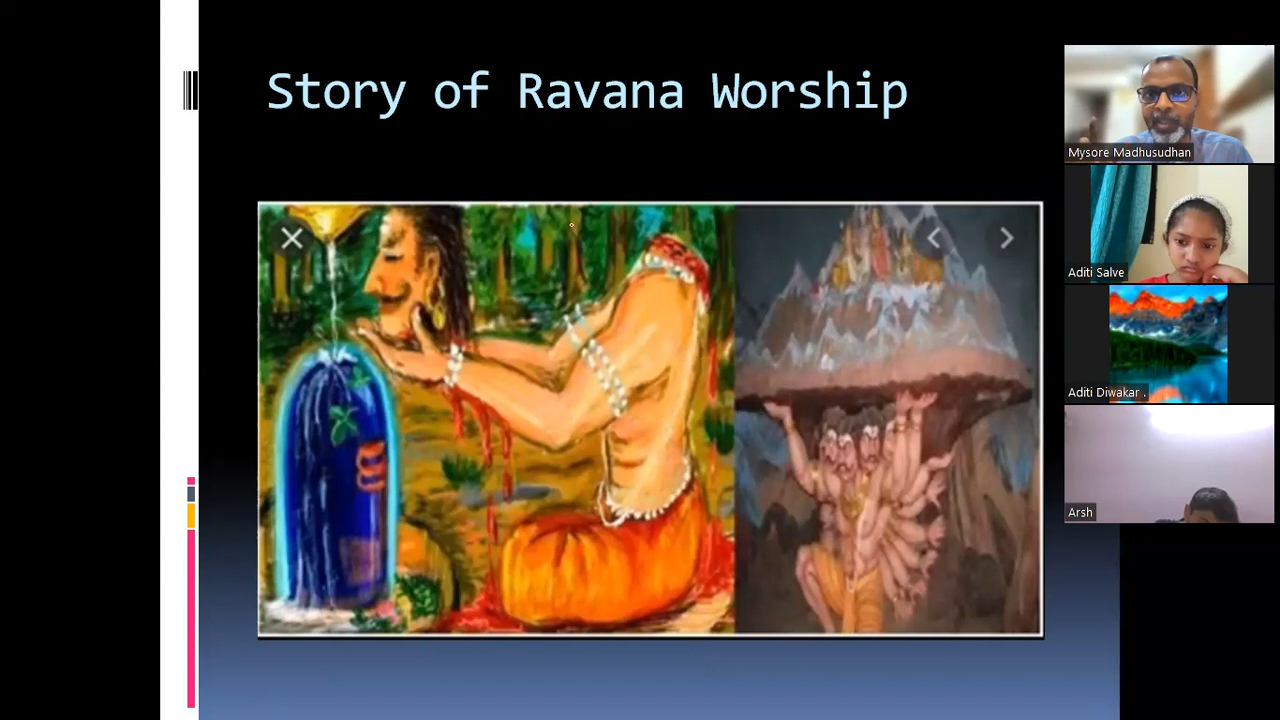 Story of Ravana Worship
Mysore Madhusudhan
Aditi Salve
Aditi Diwakar .
Arsh